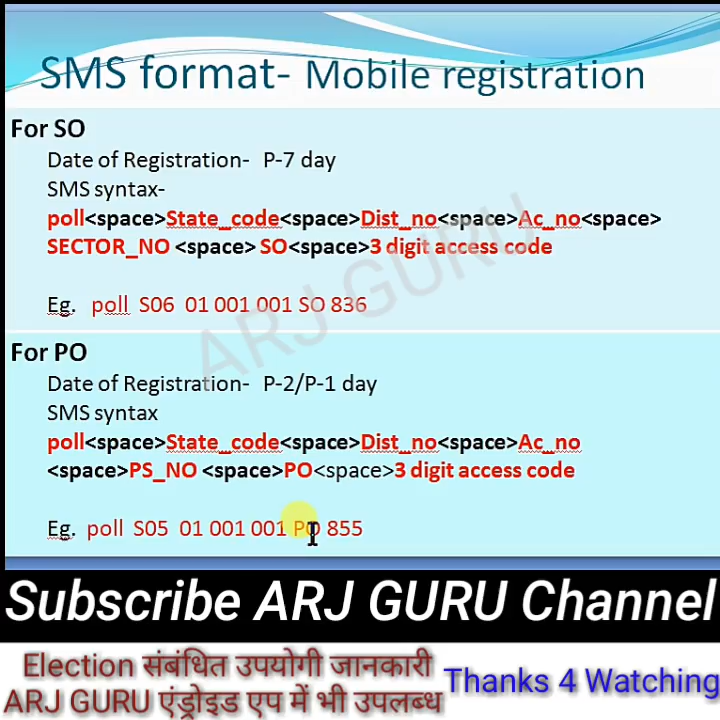 SMS format- Mobile registration
For SO
Date of Registration- P-7 day
SMS syntax-
poll<space>State_code<space>Dist_no<space>Ac_no<space>
SECTOR_NO <space> SO<space>3 digit access code
Eg. poll S06 01 001 001 SO 836
ARJ GURU
For PO
Date of Registration- P-2/P-1 day
SMS syntax
poll<space>State_code<space>Dist_no<space>Ac_no
<space>PS_NO <space>PO<space>3 digit access code
Eg. poll S05 01 001 001 PO 855
Subscribe ARJ GURU Channel
Election संबंधित उपयोगी जानकारी
ARJ GURU एंड्रोइड एप में भी उपलब्ध
Thanks 4 Watching